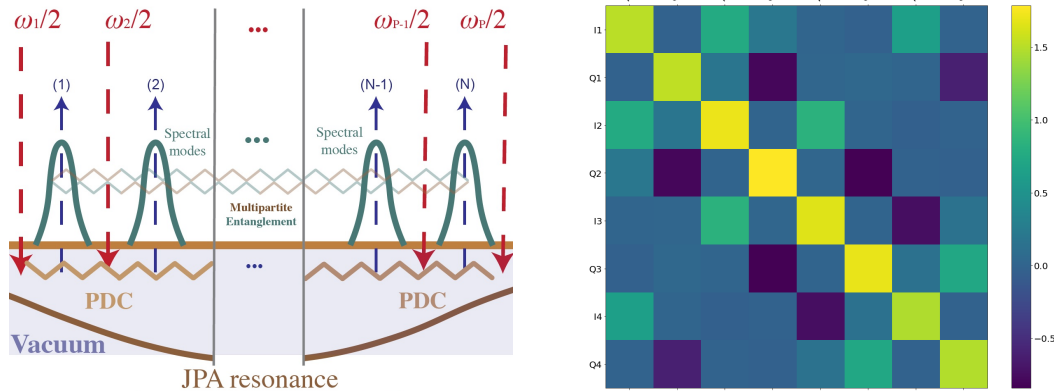 ω₁/2 ω₂/2 ... ωP-1/2 ωP/2
(1) (2) (N-1) (N)
Spectral modes ... Spectral modes
Multipartite
Entanglement
...
PDC PDC
Vacuum
JPA resonance
I1
Q1
I2
Q2
I3
Q3
I4
Q4
1.5
1.0
0.5
0.0
−0.5